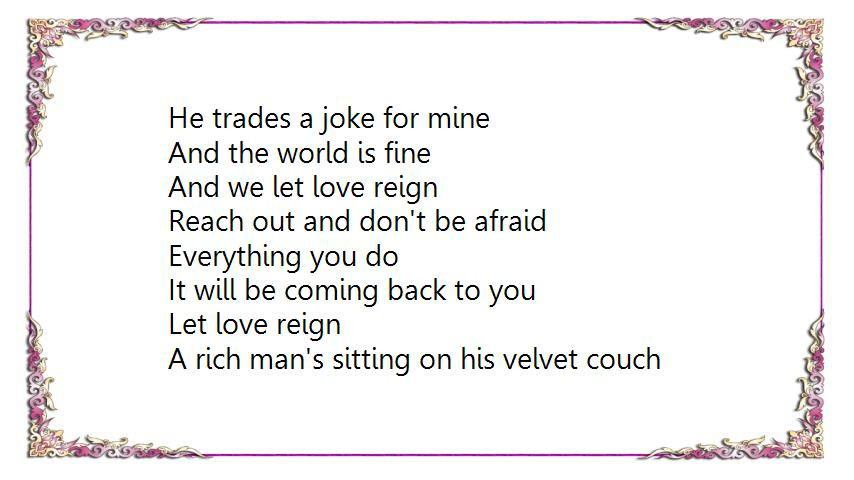 He trades a joke for mine
And the world is fine
And we let love reign
Reach out and don't be afraid
Everything you do
It will be coming back to you
Let love reign
A rich man's sitting on his velvet couch